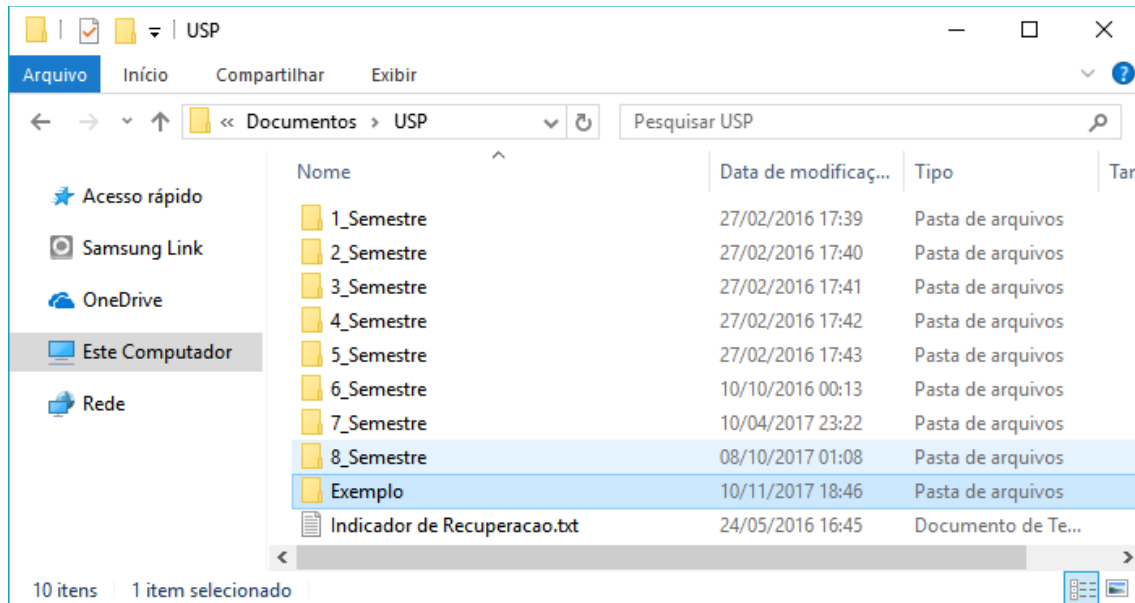 USP
Arquivo Início Compartilhar Exibir
« Documentos > USP Pesquisar USP
Nome Data de modificaç... Tipo Tar
Acesso rápido
Samsung Link
OneDrive
Este Computador
Rede
1_Semestre 27/02/2016 17:39 Pasta de arquivos
2_Semestre 27/02/2016 17:40 Pasta de arquivos
3_Semestre 27/02/2016 17:41 Pasta de arquivos
4_Semestre 27/02/2016 17:42 Pasta de arquivos
5_Semestre 27/02/2016 17:43 Pasta de arquivos
6_Semestre 10/10/2016 00:13 Pasta de arquivos
7_Semestre 10/04/2017 23:22 Pasta de arquivos
8_Semestre 08/10/2017 01:08 Pasta de arquivos
Exemplo 10/11/2017 18:46 Pasta de arquivos
Indicador de Recuperacao.txt 24/05/2016 16:45 Documento de Te...
10 itens 1 item selecionado